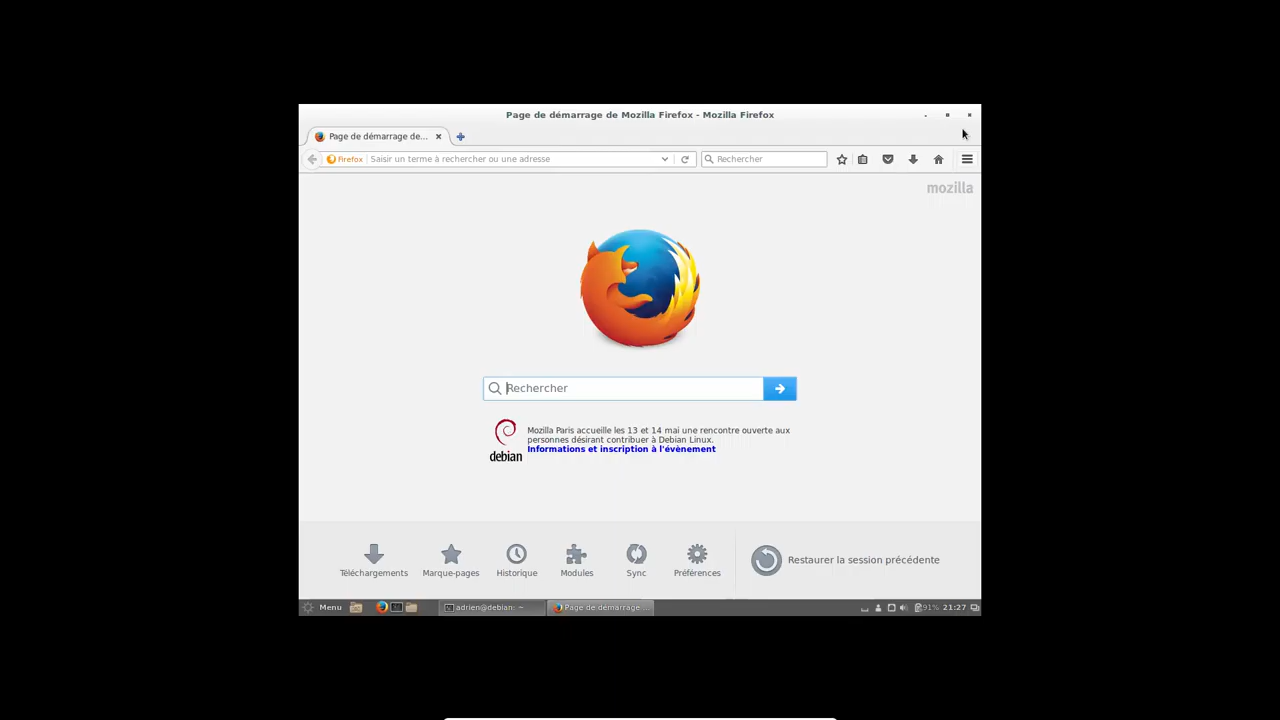 Page de démarrage de Mozilla Firefox - Mozilla Firefox
Page de démarrage de...
Firefox Saisir un terme à rechercher ou une adresse
Rechercher
mozilla
Rechercher
Mozilla Paris accueille les 13 et 14 mai une rencontre ouverte aux
personnes désirant contribuer à Debian Linux.
Informations et inscription à l'évènement
debian
Téléchargements
Marque-pages
Historique
Modules
Sync
Préférences
Restaurer la session précédente
Menu
adrien@debian: ~
Page de démarrage ...
91%
21:27